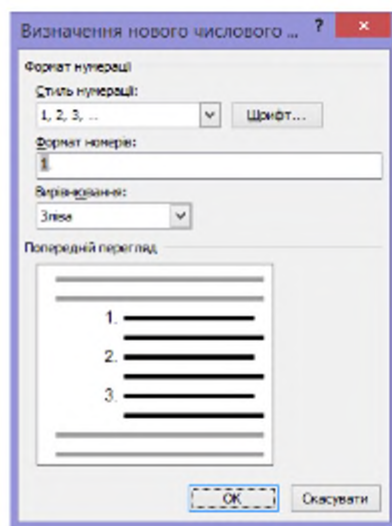 Визначення нового числового ... ? ×
Формат нумерації
Стиль нумерації:
1, 2, 3, ...
Шрифт...
Формат номерів:
1.
Вирівнювання:
Зліва
Попередній перегляд
1.
2.
3.
ОК
Скасувати